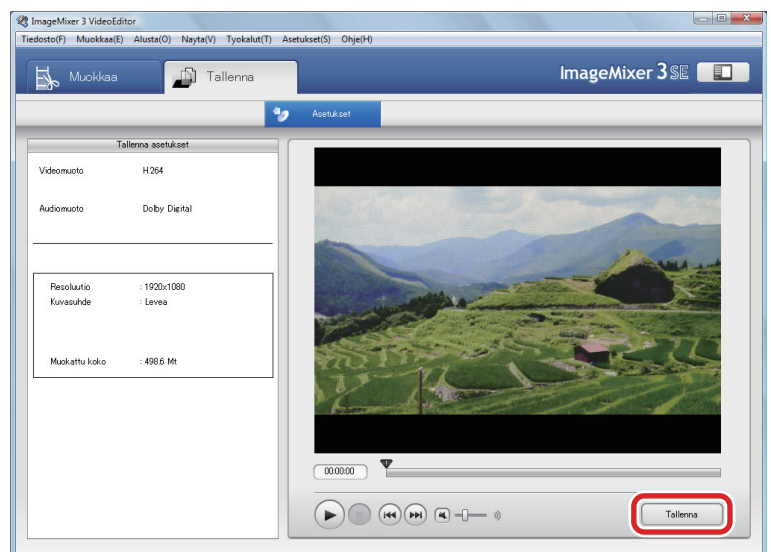 ImageMixer 3 VideoEditor
Tiedosto(F) Muokkaa(E) Alusta(O) Nayta(V) Tyokalut(T) Asetukset(S) Ohje(H)
Muokkaa Tallenna ImageMixer 3 SE
Asetukset
Tallenna asetukset
Videomuoto H.264
Audiomuoto Dolby Digital
Resoluutio : 1920x1080
Kuvasuhde : Levea
Muokattu koko : 498.6 Mt
00:00:00
Tallenna